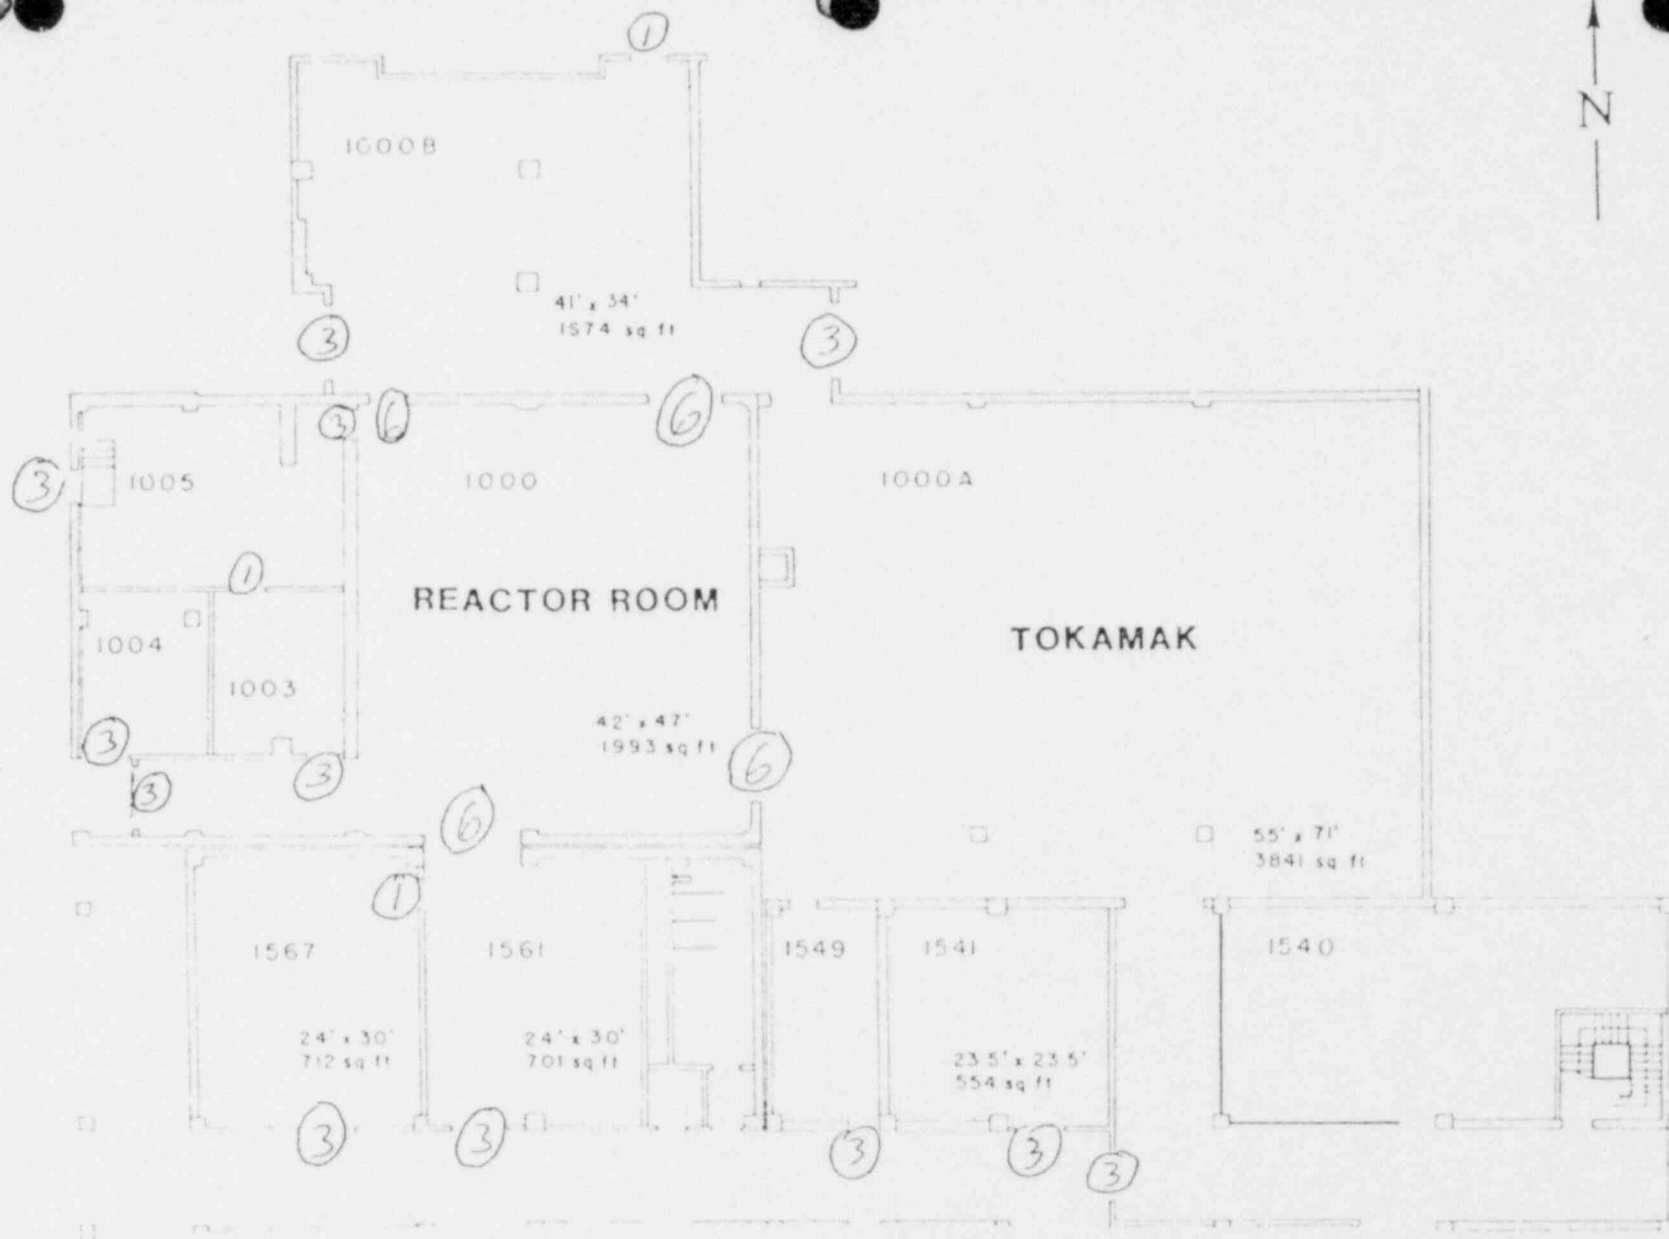 1
N
1000B
41' x 34'
1574 sq ft
3
3
3
6
6
3
1005
1000
1000A
1
REACTOR ROOM
TOKAMAK
1004
1003
42' x 47'
1993 sq ft
3
3
3
6
6
55' x 71'
3841 sq ft
1
1567
1561
1549
1541
1540
24' x 30'
712 sq ft
24' x 30'
701 sq ft
23.5' x 23.5'
554 sq ft
3
3
3
3
3